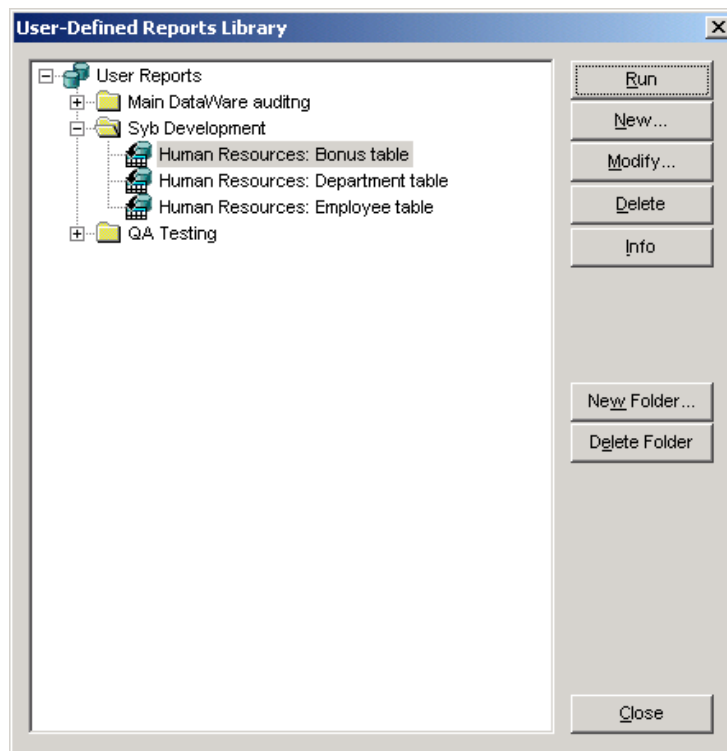 User-Defined Reports Library
User Reports
Main DataWare auditng
Syb Development
Human Resources: Bonus table
Human Resources: Department table
Human Resources: Employee table
QA Testing
Run
New...
Modify...
Delete
Info
New Folder...
Delete Folder
Close